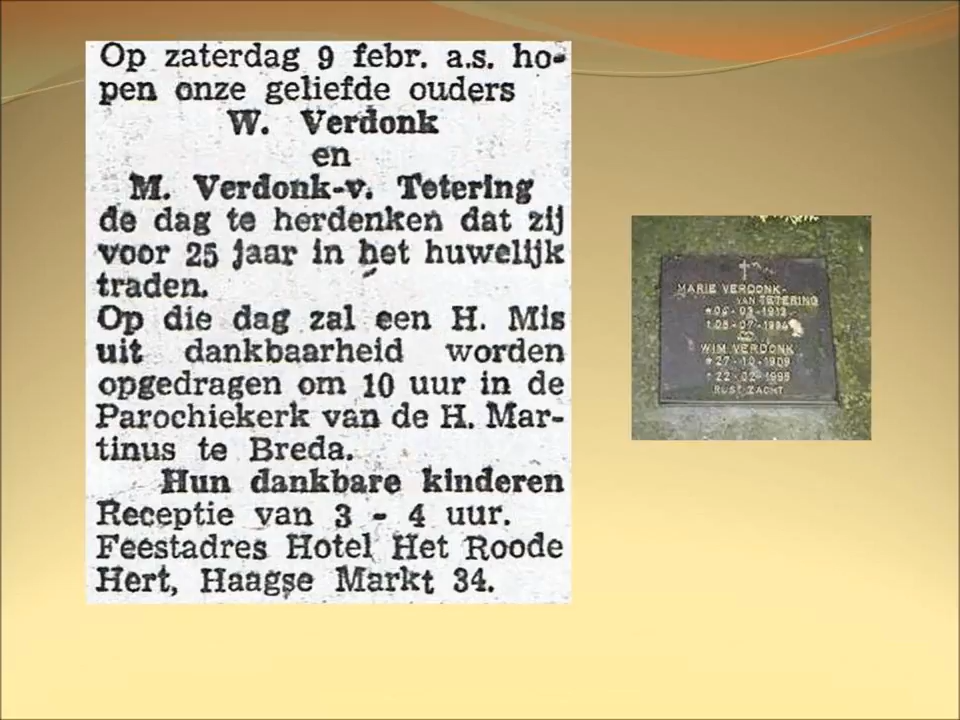 Op zaterdag 9 febr. a.s. ho-
pen onze geliefde ouders
W. Verdonk
en
M. Verdonk-v. Tetering
de dag te herdenken dat zij
voor 25 jaar in het huwelijk
traden.
Op die dag zal een H. Mis
uit dankbaarheid worden
opgedragen om 10 uur in de
Parochiekerk van de H. Mar-
tinus te Breda.
Hun dankbare kinderen
Receptie van 3 - 4 uur.
Feestadres Hotel Het Roode
Hert, Haagse Markt 34.
MARIE VERDONK-
VAN TETERING
WIM VERDONK
*27-10-1909
RUST ZACHT